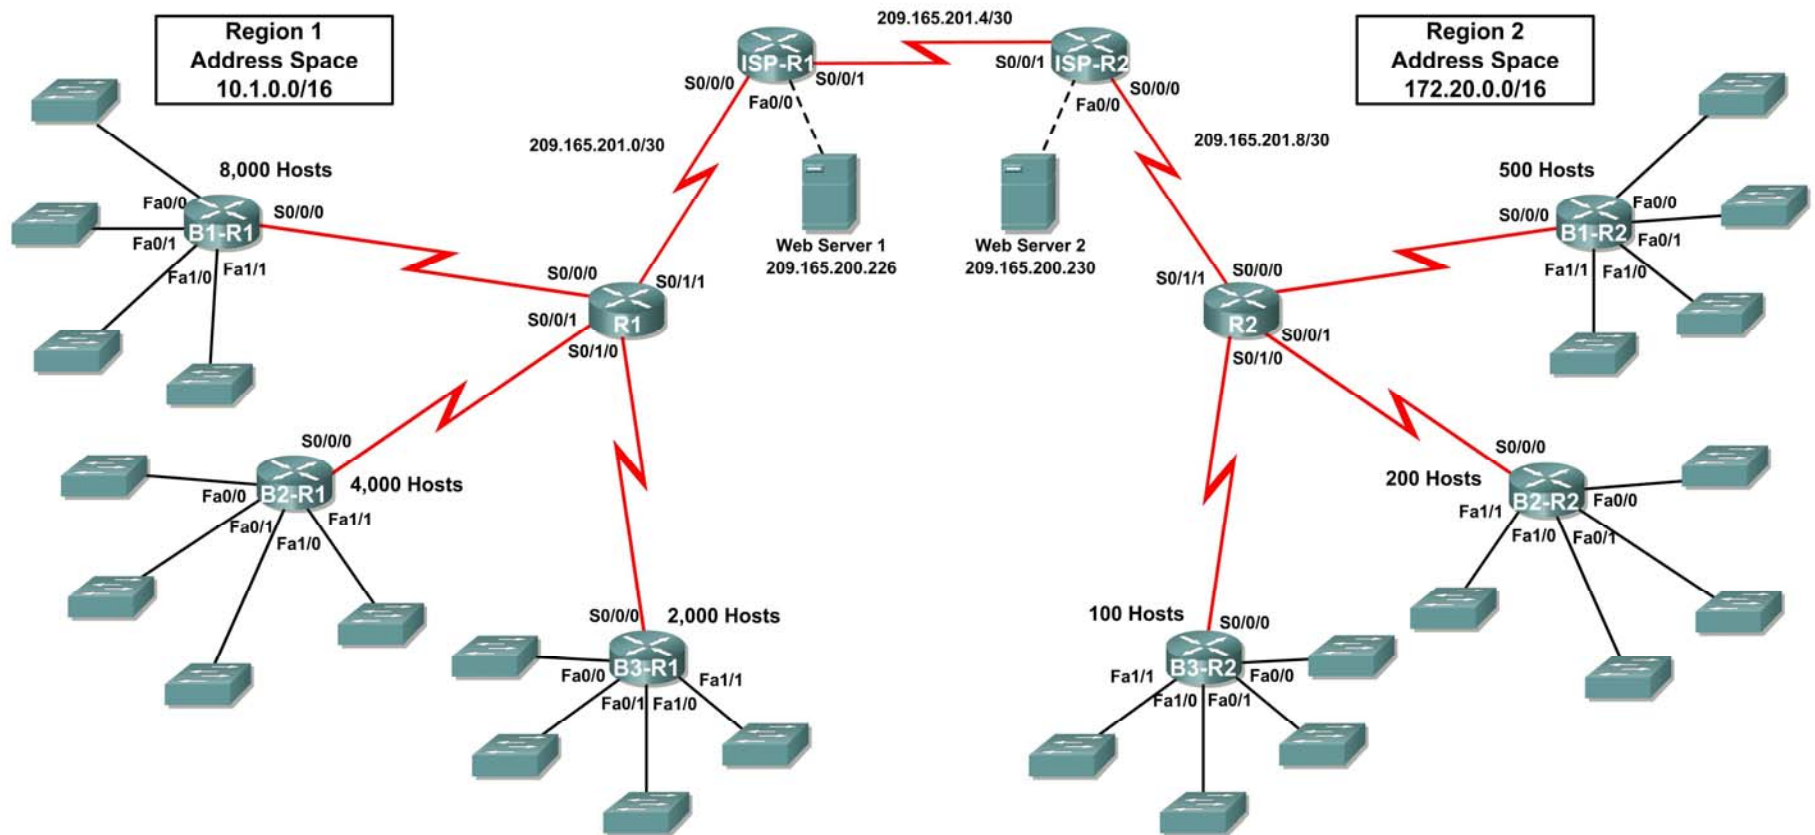 Region 1
Address Space
10.1.0.0/16
209.165.201.4/30
Region 2
Address Space
172.20.0.0/16
ISP-R1
S0/0/0
S0/0/1
Fa0/0
ISP-R2
S0/0/1
S0/0/0
Fa0/0
209.165.201.0/30
209.165.201.8/30
Web Server 1
209.165.200.226
Web Server 2
209.165.200.230
8,000 Hosts
Fa0/0
S0/0/0
B1-R1
Fa0/1
Fa1/0
Fa1/1
S0/0/0
S0/1/1
S0/0/1
R1
S0/1/0
500 Hosts
S0/0/0
Fa0/0
B1-R2
Fa0/1
Fa1/1
Fa1/0
S0/1/1
S0/0/0
R2
S0/0/1
S0/1/0
S0/0/0
4,000 Hosts
B2-R1
Fa0/0
Fa0/1
Fa1/1
Fa1/0
S0/0/0
200 Hosts
B2-R2
Fa0/0
Fa1/1
Fa1/0
Fa0/1
S0/0/0
2,000 Hosts
B3-R1
Fa0/0
Fa1/1
Fa0/1
Fa1/0
100 Hosts
S0/0/0
B3-R2
Fa1/1
Fa0/0
Fa1/0
Fa0/1